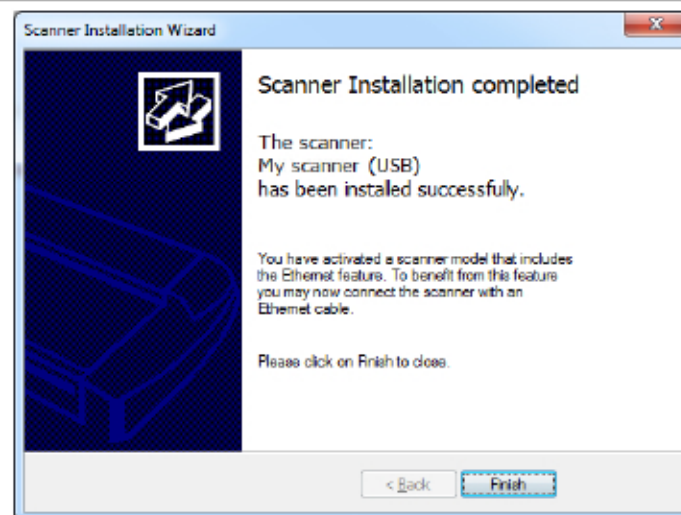 Scanner Installation Wizard
Scanner Installation completed
The scanner:
My scanner (USB)
has been instaled successfully.
You have activated a scanner model that includes
the Ethernet feature. To benefit from this feature
you may now connect the scanner with an
Ethernet cable.
Please click on Finish to close.
< Back
Finish